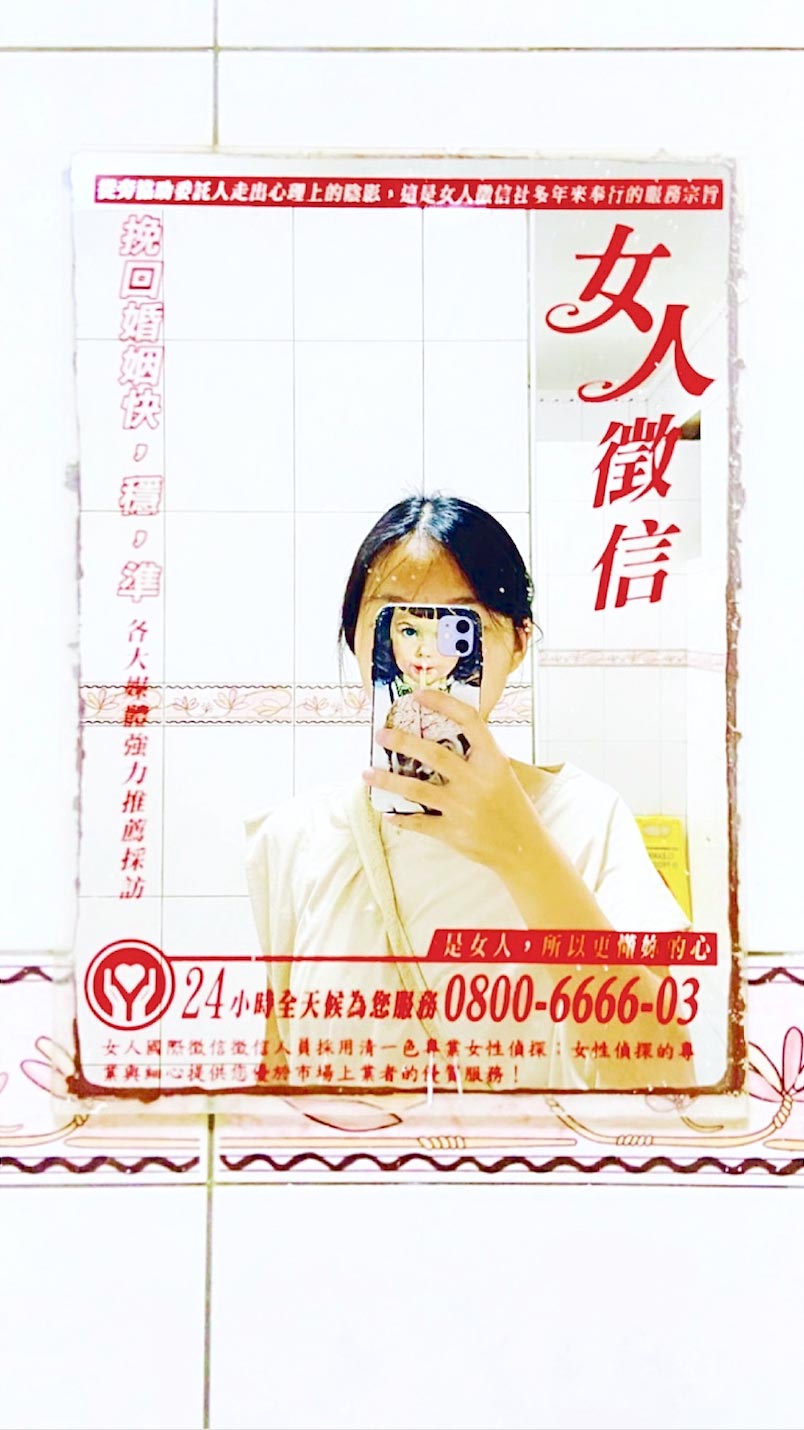 從旁協助委託人走出心理上的陰影，這是女人徵信社多年來奉行的服務宗旨
女人徵信
挽回婚姻快，穩，準
各大媒體強力推薦採訪
是女人，所以更懂妳的心
24小時全天候為您服務 0800-6666-03
女人國際徵信徵信人員採用清一色專業女性偵探；女性偵探的專
業與細心提供您優於市場上業者的優質服務！